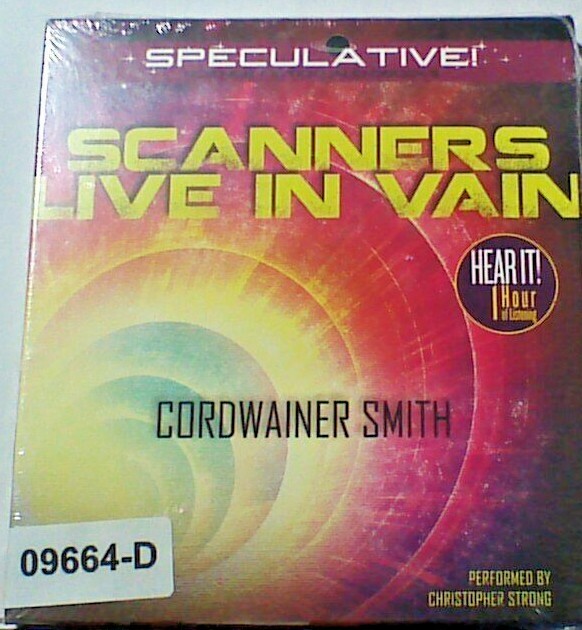 SPECULATIVE!
SCANNERS
LIVE IN VAIN
HEAR IT!
1 Hour
of Listening
CORDWAINER SMITH
09664-D
PERFORMED BY
CHRISTOPHER STRONG